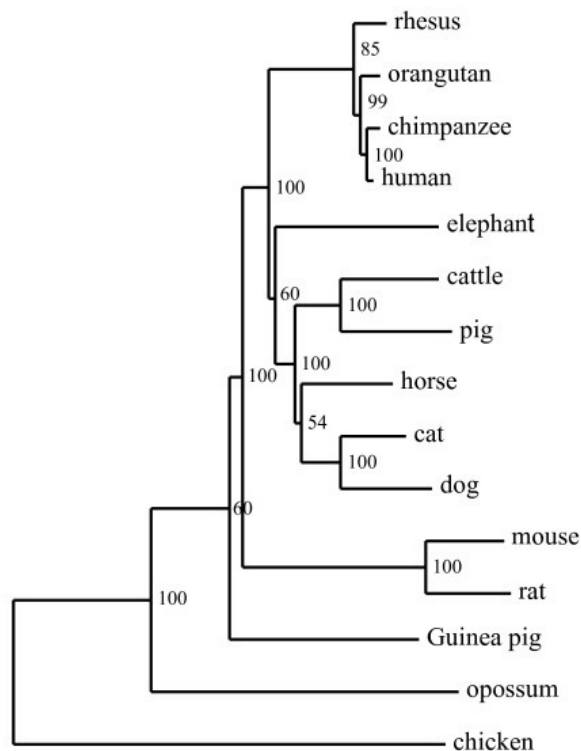 rhesus
85
orangutan
99
chimpanzee
100
human
100
elephant
cattle
60
100
pig
100
100
horse
54
cat
100
dog
60
mouse
100
rat
100
Guinea pig
opossum
chicken